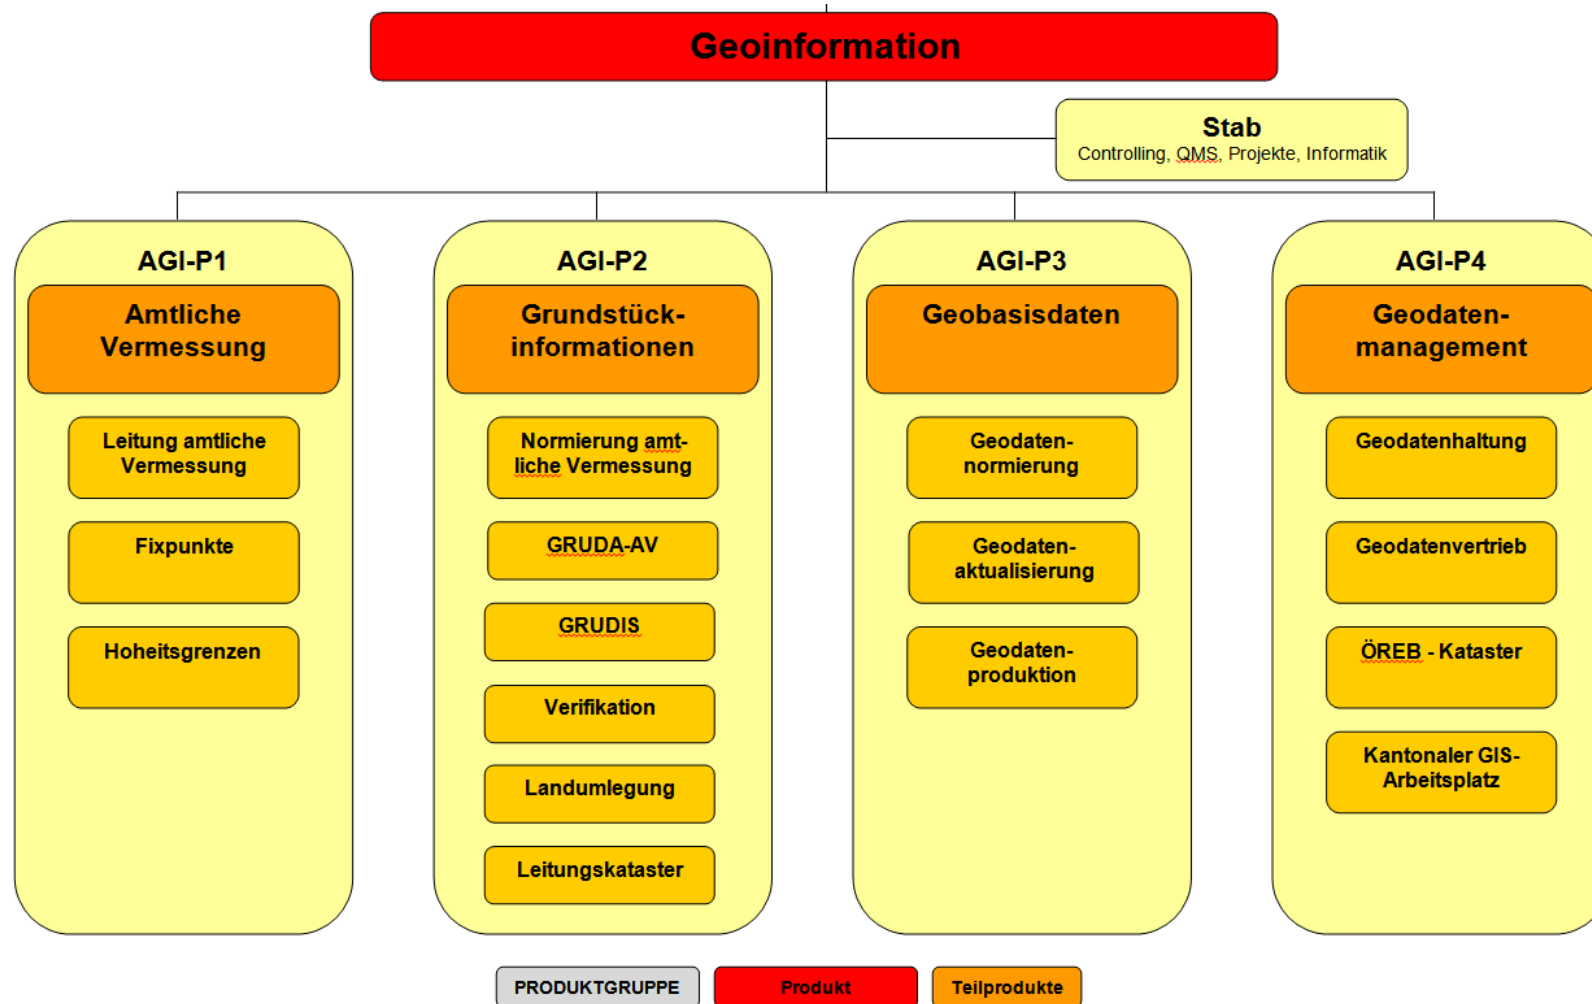 Geoinformation
Stab
Controlling, QMS, Projekte, Informatik
AGI-P1
Amtliche
Vermessung
Leitung amtliche
Vermessung
Fixpunkte
Hoheitsgrenzen
AGI-P2
Grundstück-
informationen
Normierung amt-
liche Vermessung
GRUDA-AV
GRUDIS
Verifikation
Landumlegung
Leitungskataster
AGI-P3
Geobasisdaten
Geodaten-
normierung
Geodaten-
aktualisierung
Geodaten-
produktion
AGI-P4
Geodaten-
management
Geodatenhaltung
Geodatenvertrieb
ÖREB - Kataster
Kantonaler GIS-
Arbeitsplatz
PRODUKTGRUPPE
Produkt
Teilprodukte